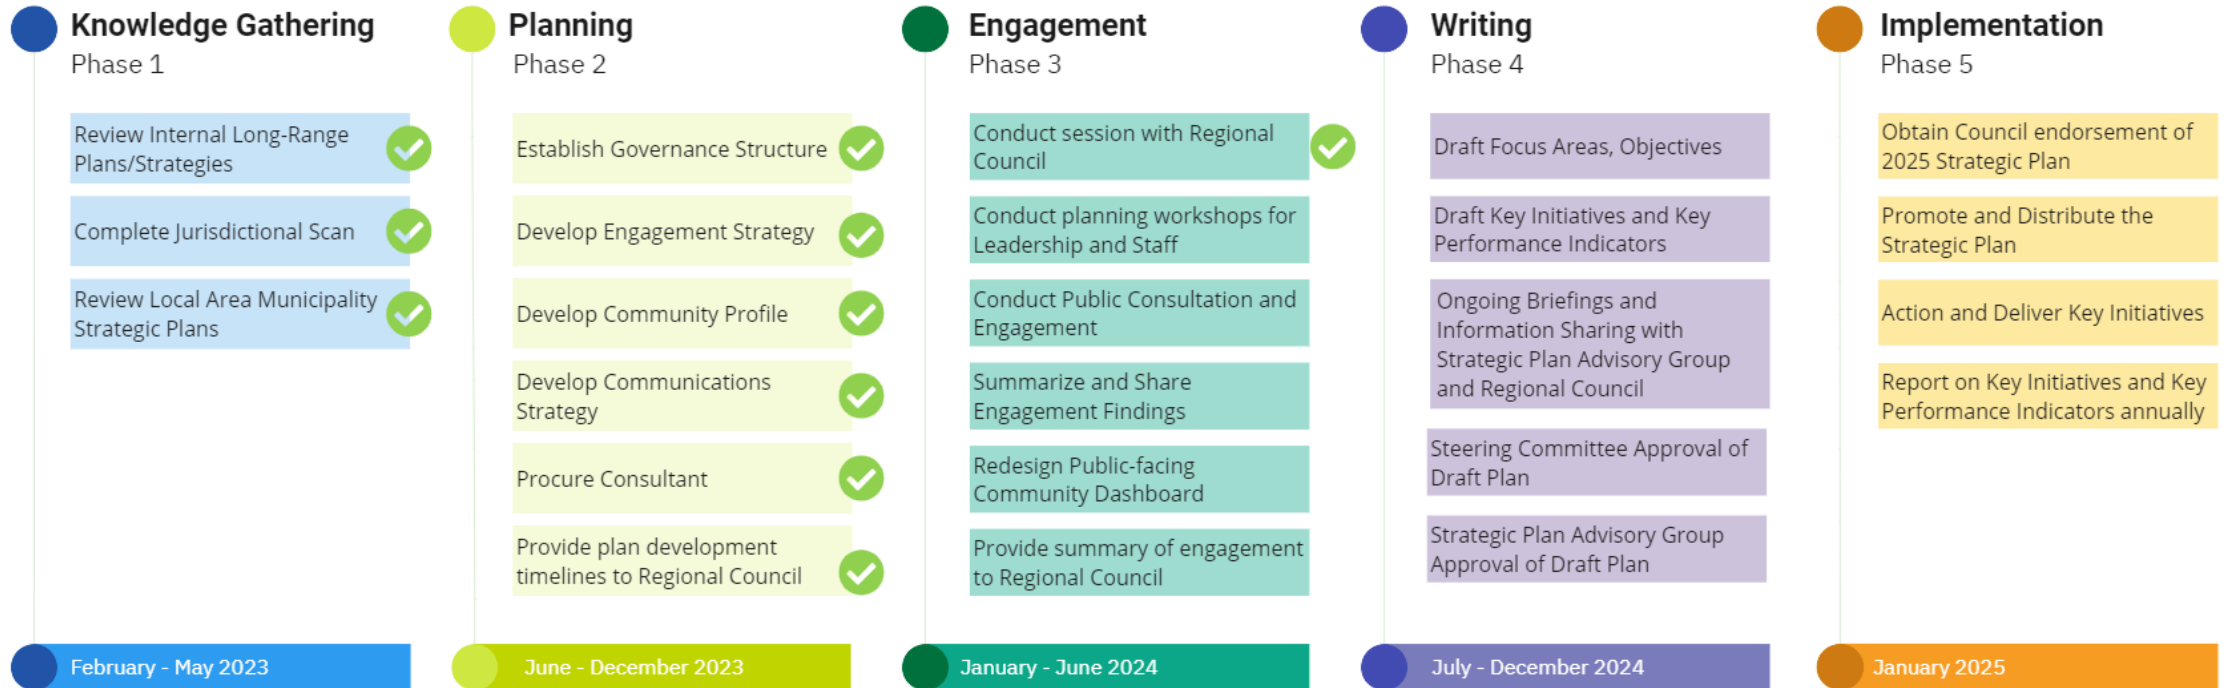 Knowledge Gathering
Phase 1
Review Internal Long-Range
Plans/Strategies
Complete Jurisdictional Scan
Review Local Area Municipality
Strategic Plans
February - May 2023
Planning
Phase 2
Establish Governance Structure
Develop Engagement Strategy
Develop Community Profile
Develop Communications
Strategy
Procure Consultant
Provide plan development
timelines to Regional Council
June - December 2023
Engagement
Phase 3
Conduct session with Regional
Council
Conduct planning workshops for
Leadership and Staff
Conduct Public Consultation and
Engagement
Summarize and Share
Engagement Findings
Redesign Public-facing
Community Dashboard
Provide summary of engagement
to Regional Council
January - June 2024
Writing
Phase 4
Draft Focus Areas, Objectives
Draft Key Initiatives and Key
Performance Indicators
Ongoing Briefings and
Information Sharing with
Strategic Plan Advisory Group
and Regional Council
Steering Committee Approval of
Draft Plan
Strategic Plan Advisory Group
Approval of Draft Plan
July - December 2024
Implementation
Phase 5
Obtain Council endorsement of
2025 Strategic Plan
Promote and Distribute the
Strategic Plan
Action and Deliver Key Initiatives
Report on Key Initiatives and Key
Performance Indicators annually
January 2025